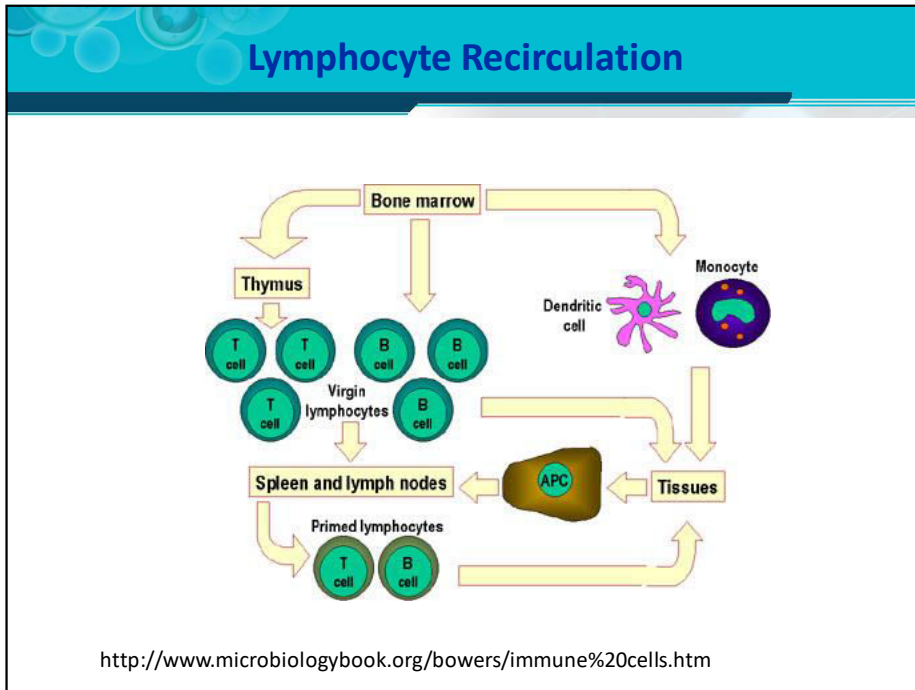 Lymphocyte Recirculation
Bone marrow
Thymus
Monocyte
Dendritic
cell
T
cell
T
cell
B
cell
B
cell
T
cell
Virgin
lymphocytes
B
cell
Spleen and lymph nodes
APC
Tissues
Primed lymphocytes
T
cell
B
cell
http://www.microbiologybook.org/bowers/immune%20cells.htm